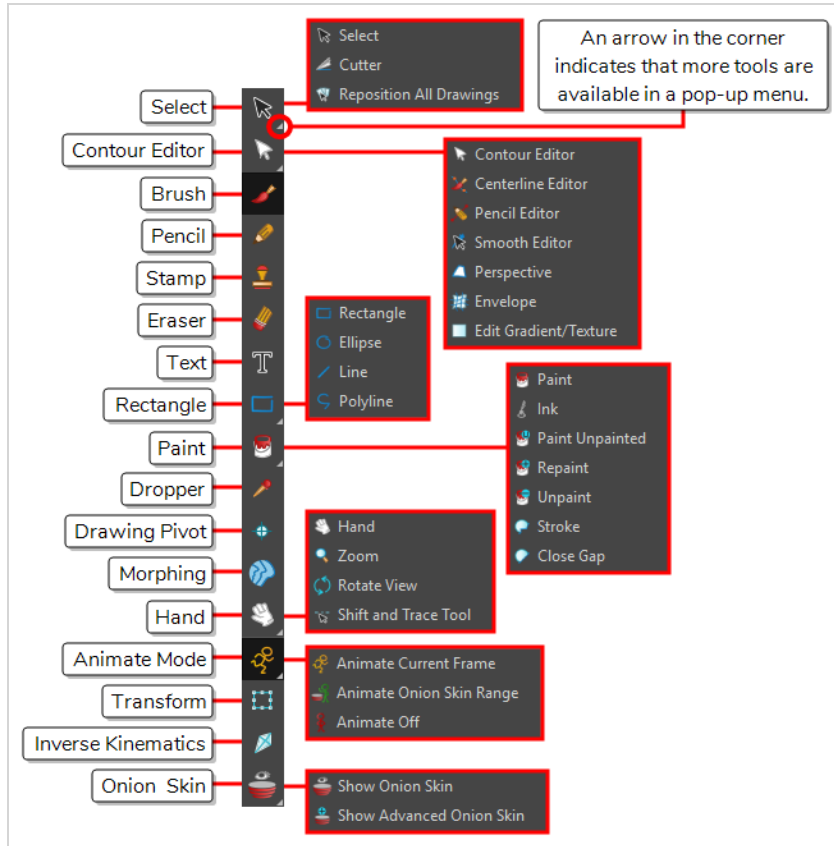 Select
Cutter
Reposition All Drawings
An arrow in the corner
indicates that more tools are
available in a pop-up menu.
Select
Contour Editor
Brush
Pencil
Stamp
Eraser
Text
Rectangle
Paint
Dropper
Drawing Pivot
Morphing
Hand
Animate Mode
Transform
Inverse Kinematics
Onion Skin
Contour Editor
Centerline Editor
Pencil Editor
Smooth Editor
Perspective
Envelope
Edit Gradient/Texture
Rectangle
Ellipse
Line
Polyline
Paint
Ink
Paint Unpainted
Repaint
Unpaint
Stroke
Close Gap
Hand
Zoom
Rotate View
Shift and Trace Tool
Animate Current Frame
Animate Onion Skin Range
Animate Off
Show Onion Skin
Show Advanced Onion Skin